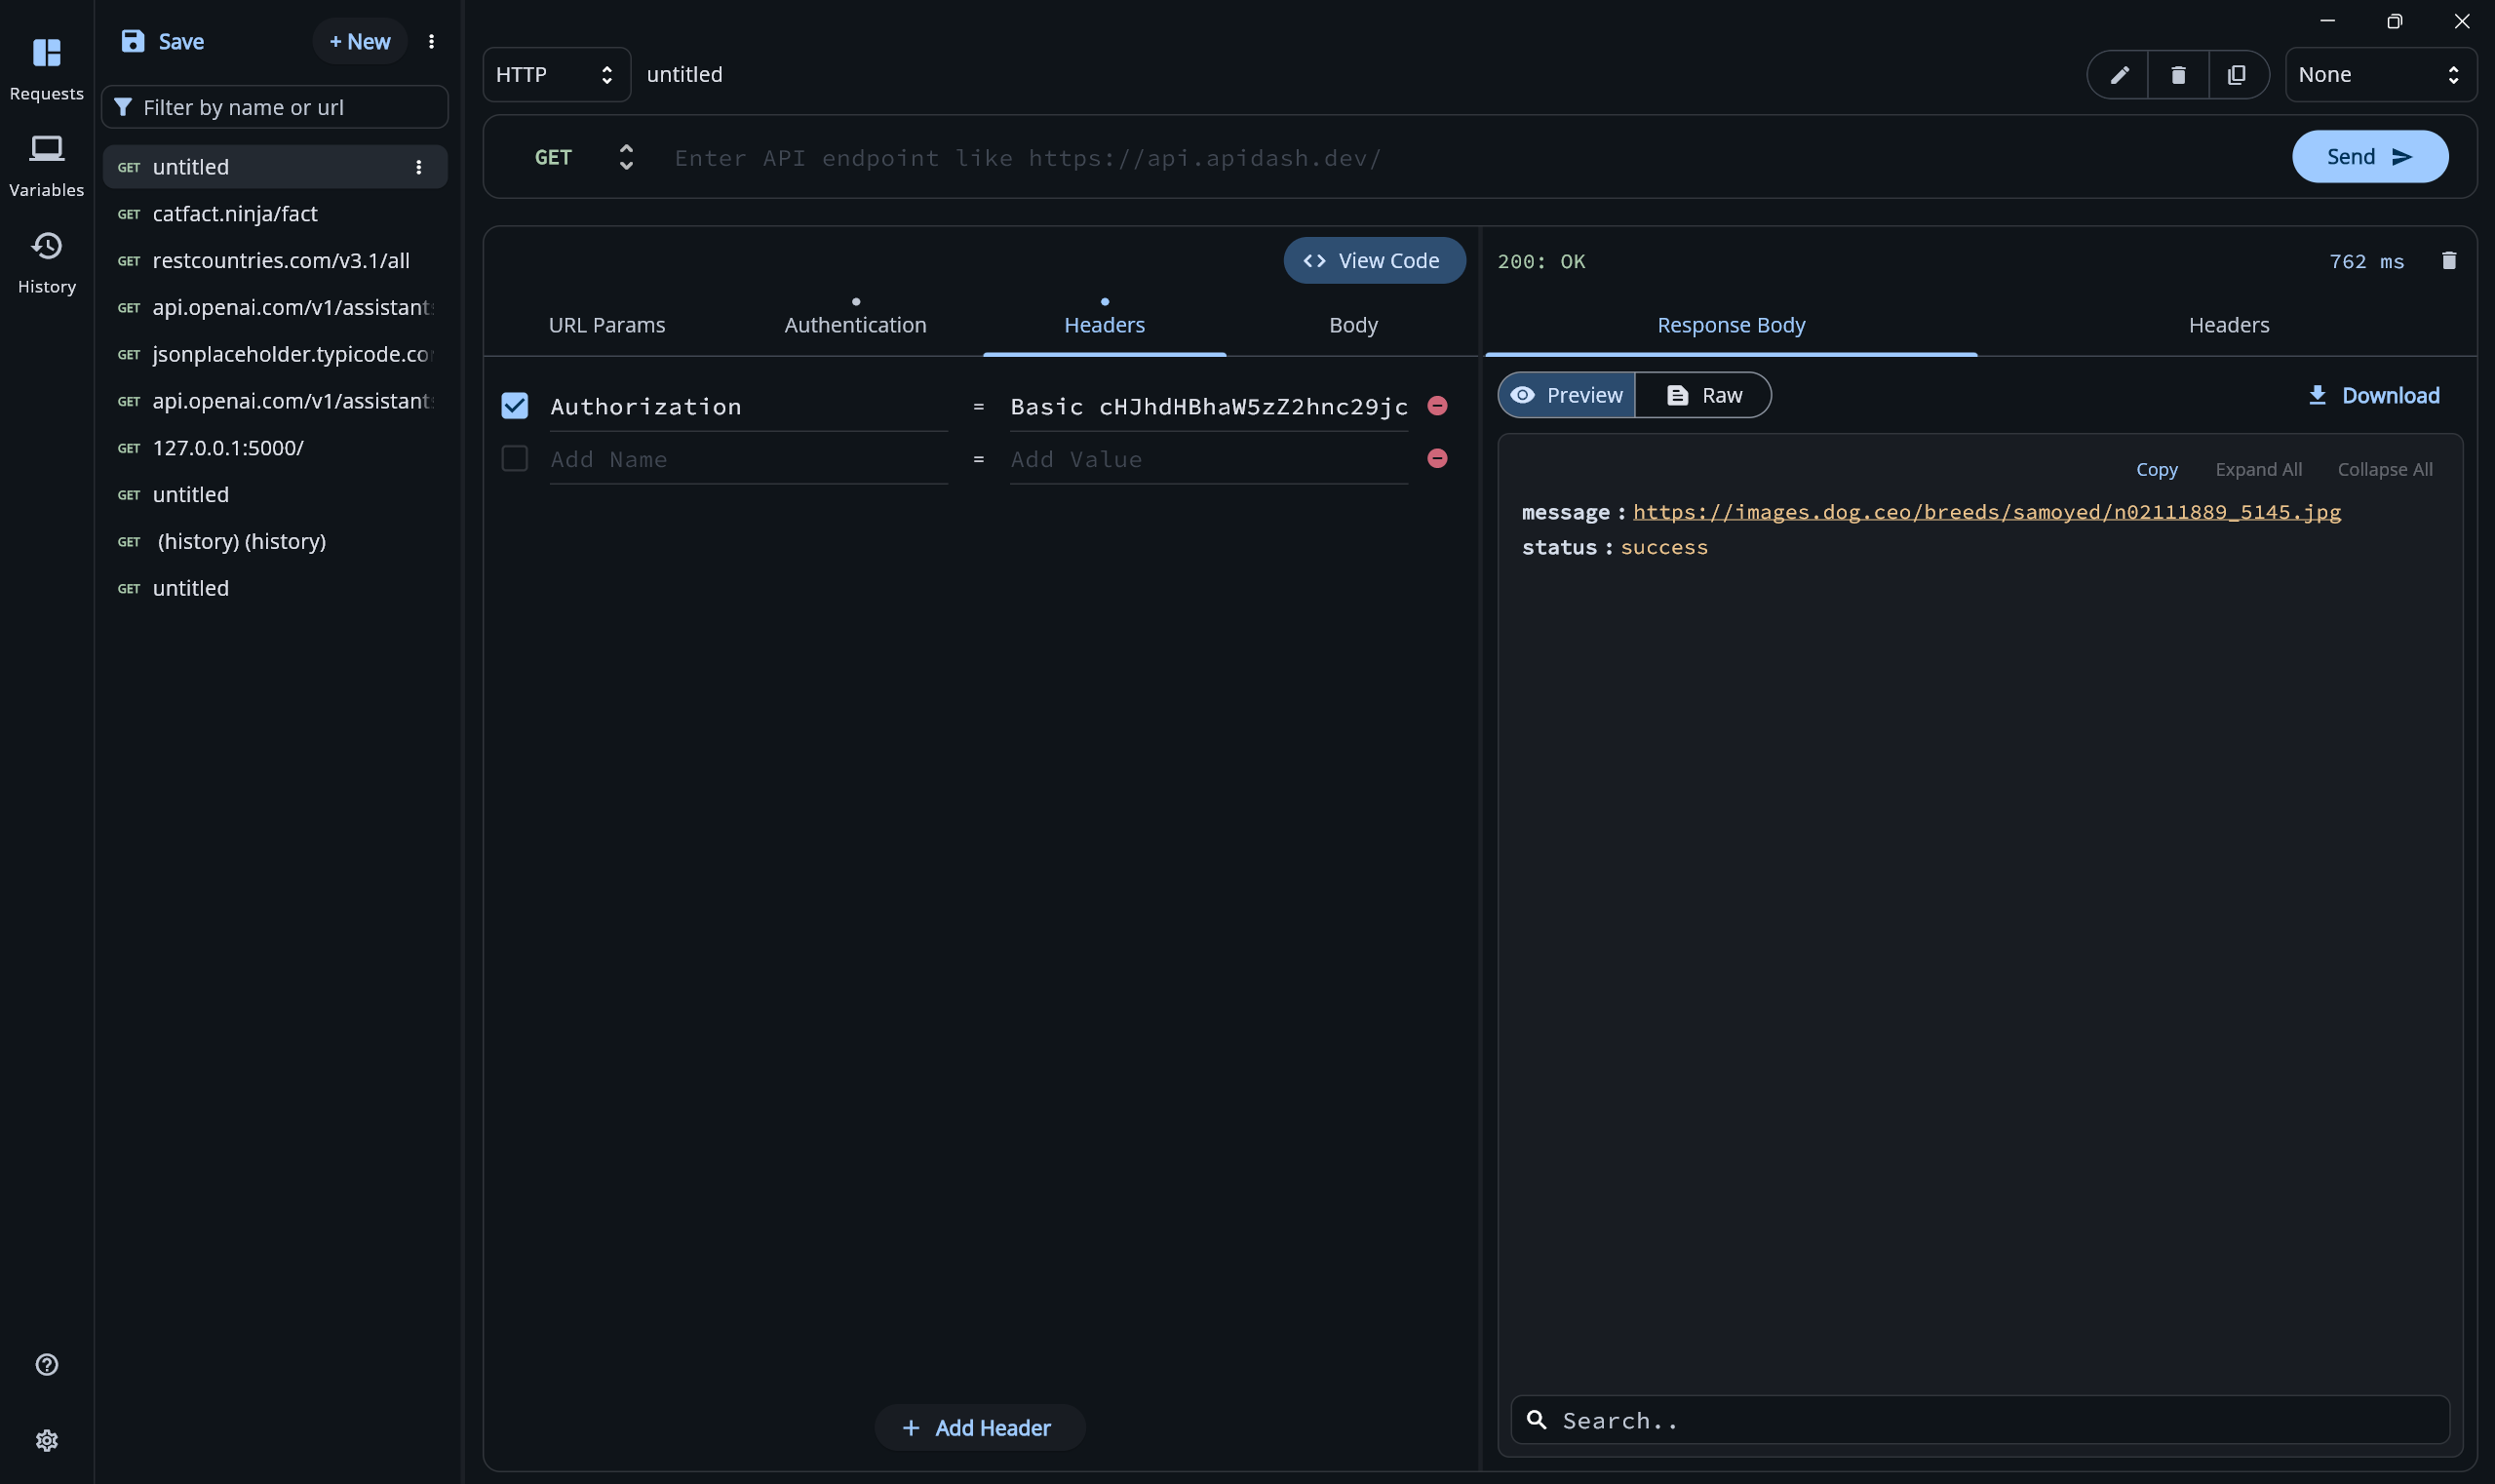 Requests
Variables
History
Save
+ New
Filter by name or url
GET untitled
GET catfact.ninja/fact
GET restcountries.com/v3.1/all
GET api.openai.com/v1/assistants
GET jsonplaceholder.typicode.co
GET api.openai.com/v1/assistants
GET 127.0.0.1:5000/
GET untitled
GET (history) (history)
GET untitled
HTTP untitled
None
GET Enter API endpoint like https://api.apidash.dev/
Send
View Code
URL Params Authentication Headers Body
Authorization = Basic cHJhdHBhaW5zZ2hnc29jc
Add Name = Add Value
+ Add Header
200: OK 762 ms
Response Body Headers
Preview Raw Download
Copy Expand All Collapse All
message : https://images.dog.ceo/breeds/samoyed/n02111889_5145.jpg
status : success
Search..